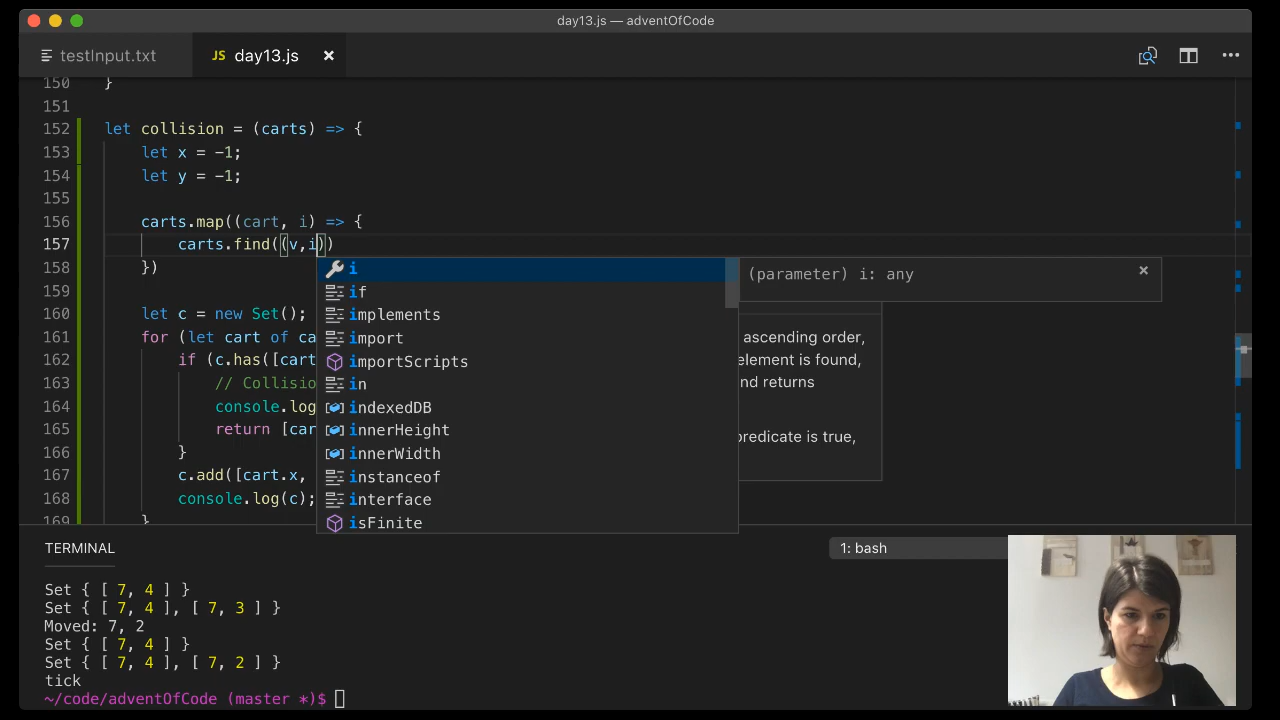 day13.js — adventOfCode
testInput.txt
JS day13.js ×
150 }
151
152 let collision = (carts) => {
153 let x = -1;
154 let y = -1;
155
156 carts.map((cart, i) => {
157 carts.find((v,i))
158 })
159
160 let c = new Set();
161 for (let cart of ca
162 if (c.has([cart
163 // Collisio
164 console.log
165 return [car
166 }
167 c.add([cart.x,
168 console.log(c);
169 }
i
if
implements
import
importScripts
in
indexedDB
innerHeight
innerWidth
instanceof
interface
isFinite
(parameter) i: any ×
ascending order,
element is found,
nd returns
predicate is true,
TERMINAL
1: bash
Set { [ 7, 4 ] }
Set { [ 7, 4 ], [ 7, 3 ] }
Moved: 7, 2
Set { [ 7, 4 ] }
Set { [ 7, 4 ], [ 7, 2 ] }
tick
~/code/adventOfCode (master *)$